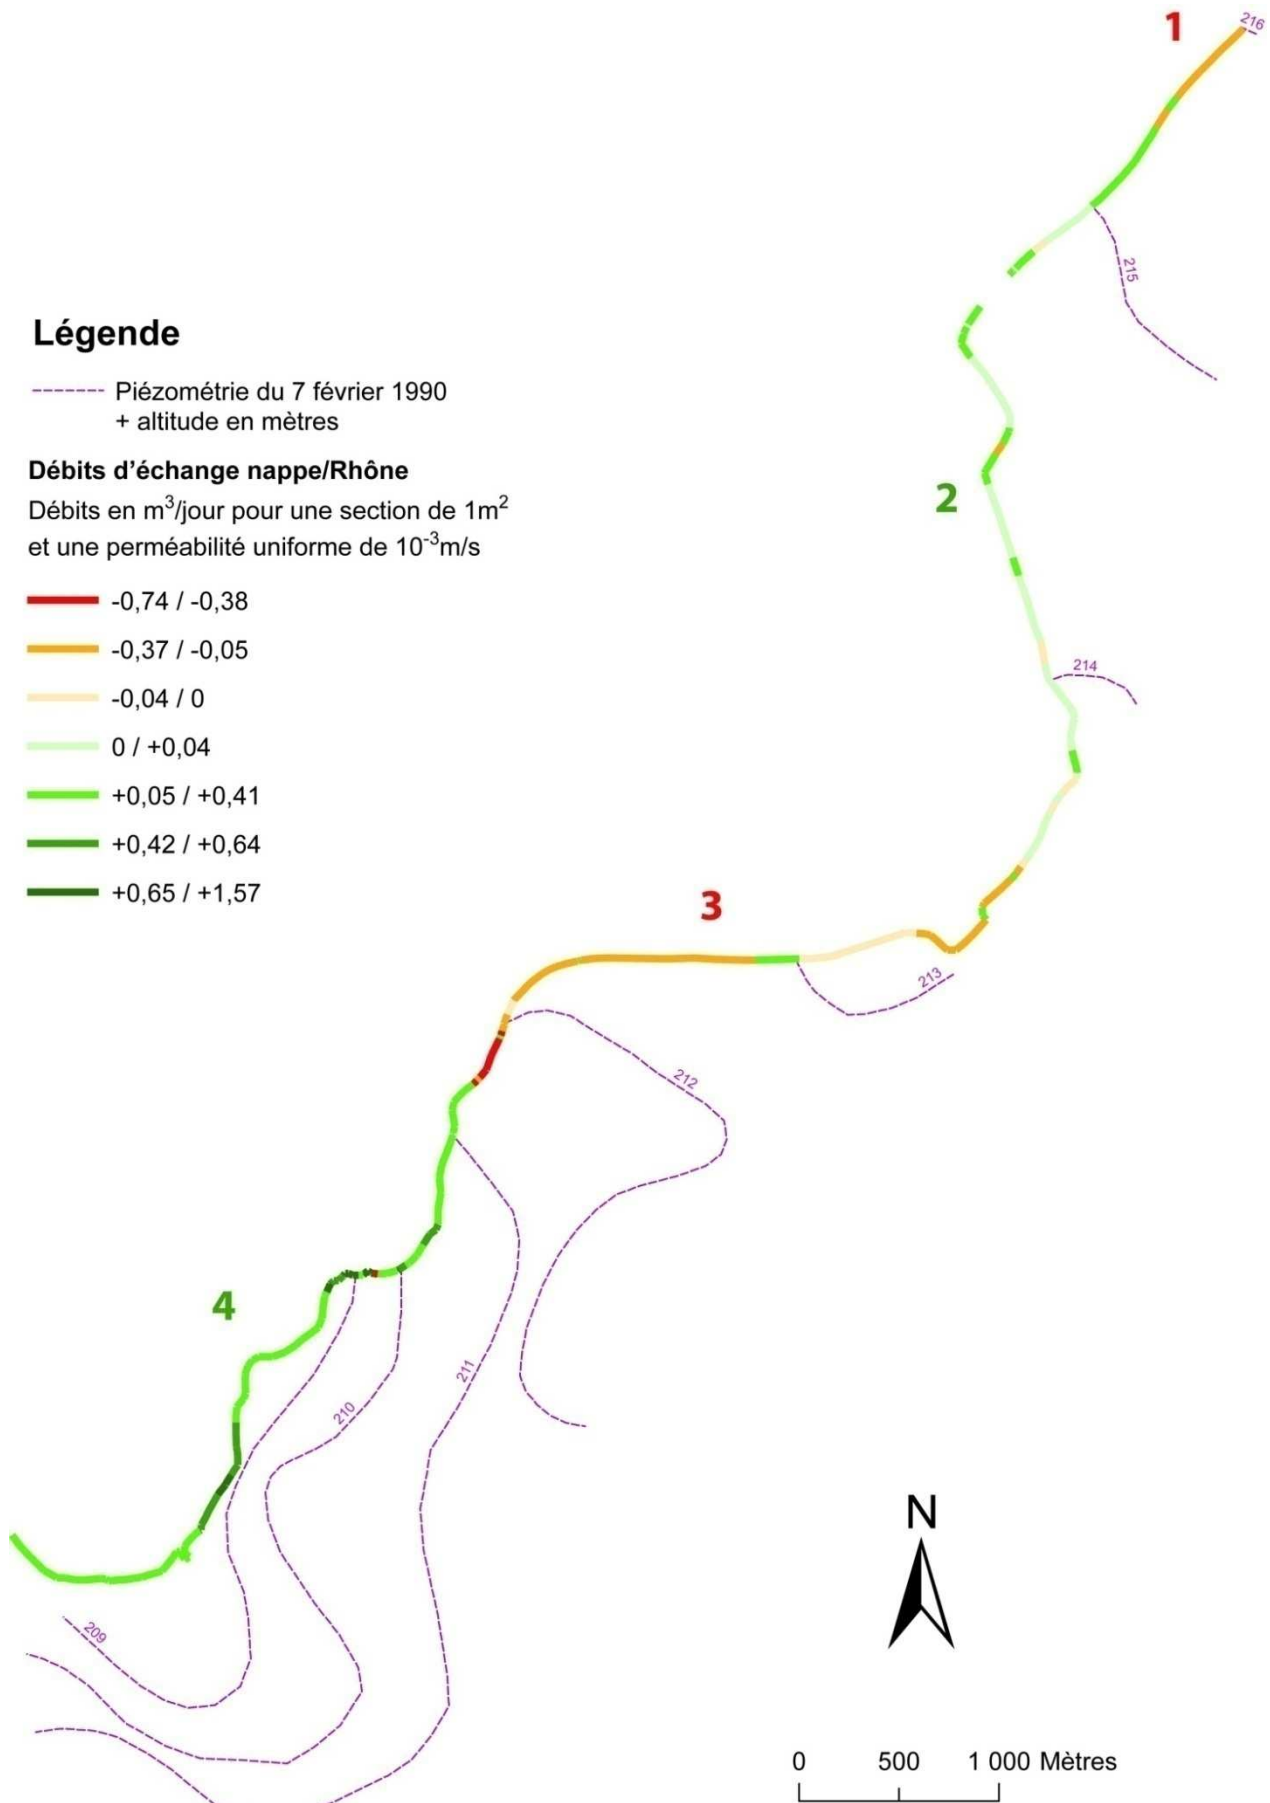 1
216
215
Légende
Piézométrie du 7 février 1990
+ altitude en mètres
Débits d’échange nappe/Rhône
Débits en m³/jour pour une section de 1m²
et une perméabilité uniforme de 10⁻³m/s
-0,74 / -0,38
-0,37 / -0,05
-0,04 / 0
0 / +0,04
+0,05 / +0,41
+0,42 / +0,64
+0,65 / +1,57
2
214
3
213
212
4
211
210
209
N
0 500 1 000 Mètres